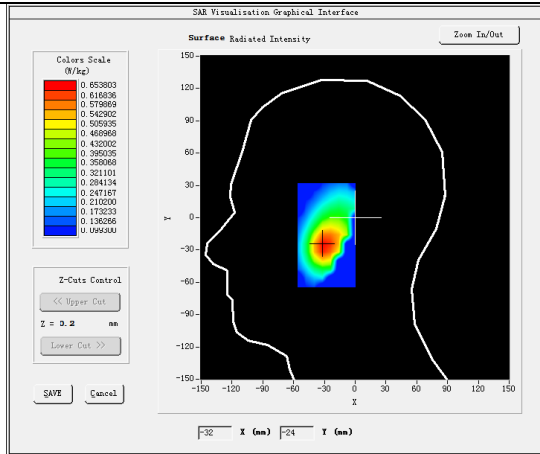 SAR Visualisation Graphical Interface
Surface Radiated Intensity
Zoom In/Out
Colors Scale
(W/kg)
0.653803
0.616836
0.579869
0.542902
0.505935
0.468968
0.432002
0.395035
0.358068
0.321101
0.284134
0.247167
0.210200
0.173233
0.136266
0.099300
Z-Cuts Control
<< Upper Cut
Z = 0.2 mm
Lower Cut >>
SAVE
Cancel
150
120
90
60
30
0
-30
-60
-90
-120
-150
Y
-150 -120 -90 -60 -30 0 30 60 90 120 150
X
-32 X (mm) -24 Y (mm)